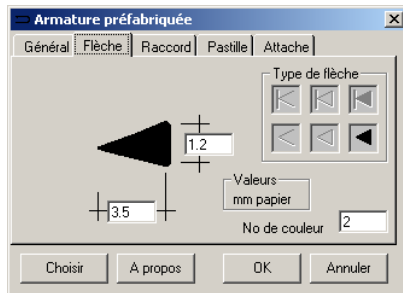 Armature préfabriquée
Général Flèche Raccord Pastille Attache
Type de flèche
1.2
Valeurs
mm papier
3.5
No de couleur 2
Choisir A propos OK Annuler